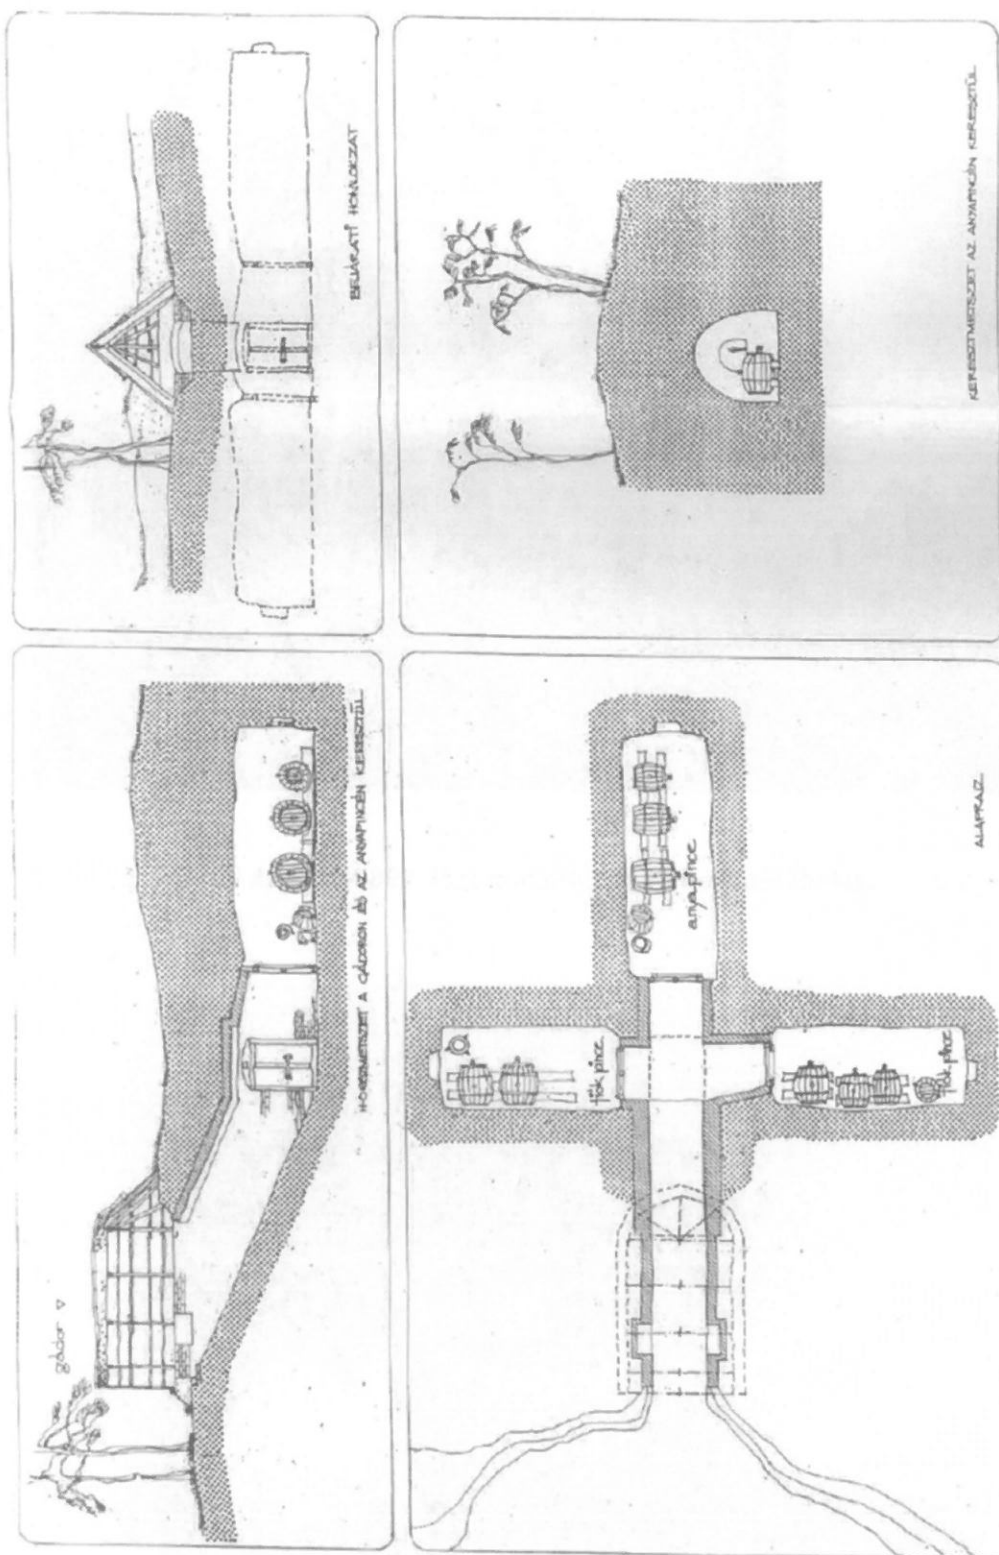 BEJÁRATI HOMLOKZAT
KERESZTMETSZET AZ ANYAPINCÉN KERESZTÜL
gádor
HOSSZMETSZET A GÁDORON ÉS AZ ANYAPINCÉN KERESZTÜL
anyapince
fiók pince
fiók pince
ALAPRAJZ